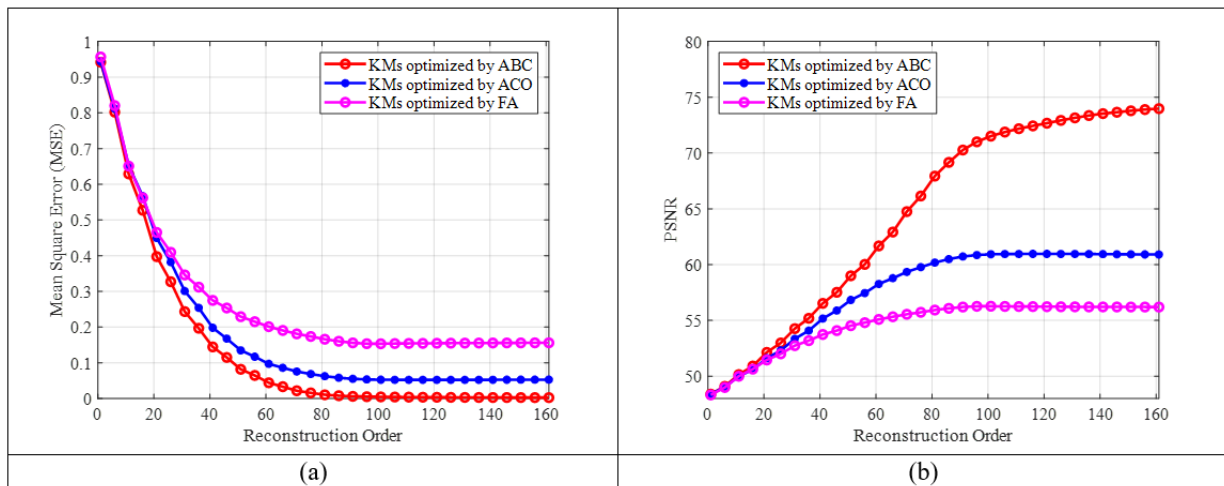 1
0.9
0.8
0.7
0.6
0.5
0.4
0.3
0.2
0.1
0
Mean Square Error (MSE)
KMs optimized by ABC
KMs optimized by ACO
KMs optimized by FA
0 20 40 60 80 100 120 140 160
Reconstruction Order
(a)
80
75
70
65
60
55
50
PSNR
KMs optimized by ABC
KMs optimized by ACO
KMs optimized by FA
0 20 40 60 80 100 120 140 160
Reconstruction Order
(b)